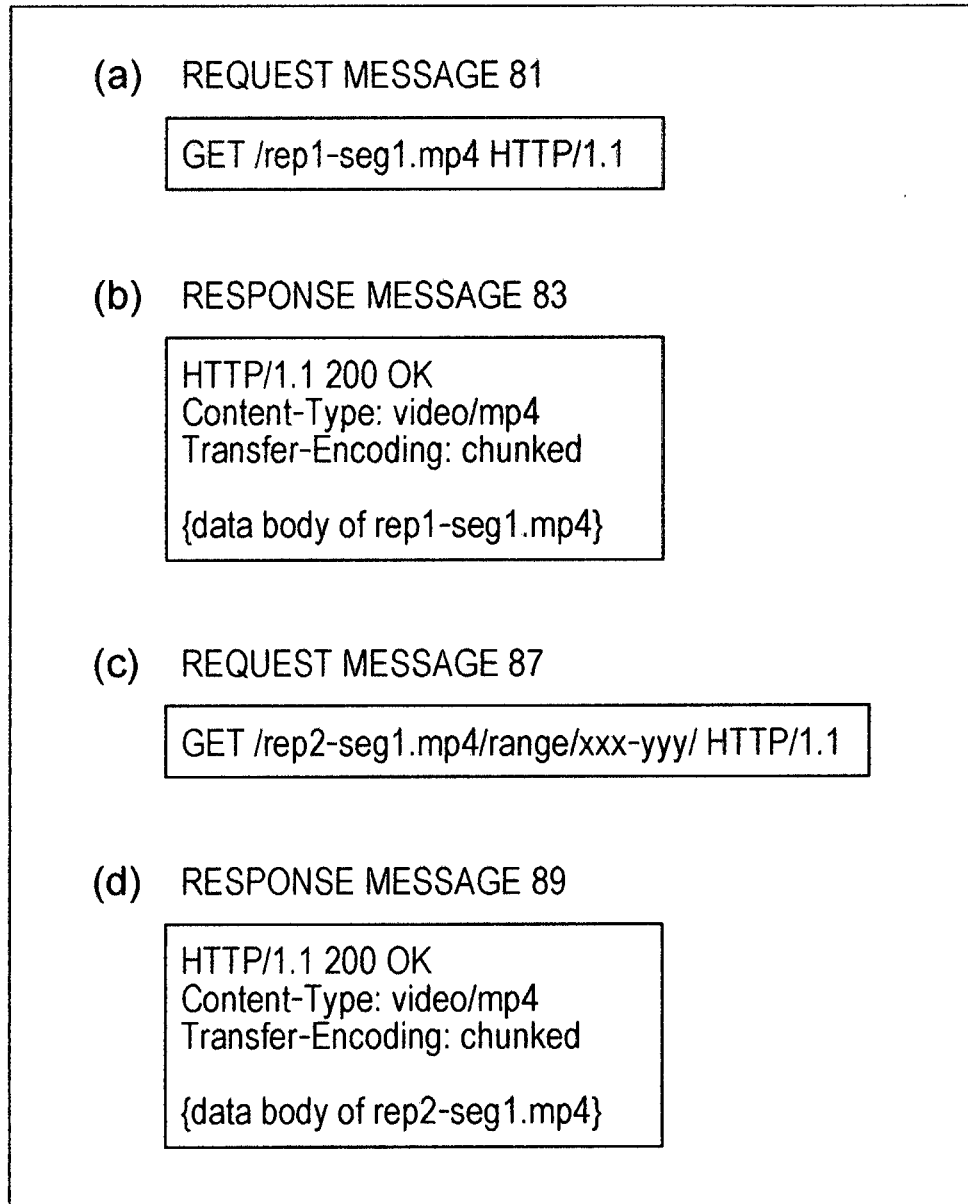 (a) REQUEST MESSAGE 81
GET /rep1-seg1.mp4 HTTP/1.1
(b) RESPONSE MESSAGE 83
HTTP/1.1 200 OK
Content-Type: video/mp4
Transfer-Encoding: chunked
{data body of rep1-seg1.mp4}
(c) REQUEST MESSAGE 87
GET /rep2-seg1.mp4/range/xxx-yyy/ HTTP/1.1
(d) RESPONSE MESSAGE 89
HTTP/1.1 200 OK
Content-Type: video/mp4
Transfer-Encoding: chunked
{data body of rep2-seg1.mp4}